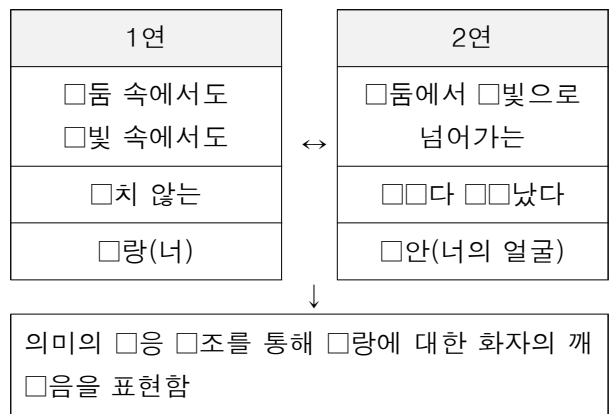 1연
2연
□둠 속에서도
□빛 속에서도
□둠에서 □빛으로
넘어가는
↔
□치 않는
□□다 □□났다
□랑(너)
□안(너의 얼굴)
↓
의미의 □응 □조를 통해 □랑에 대한 화자의 깨
□음을 표현함